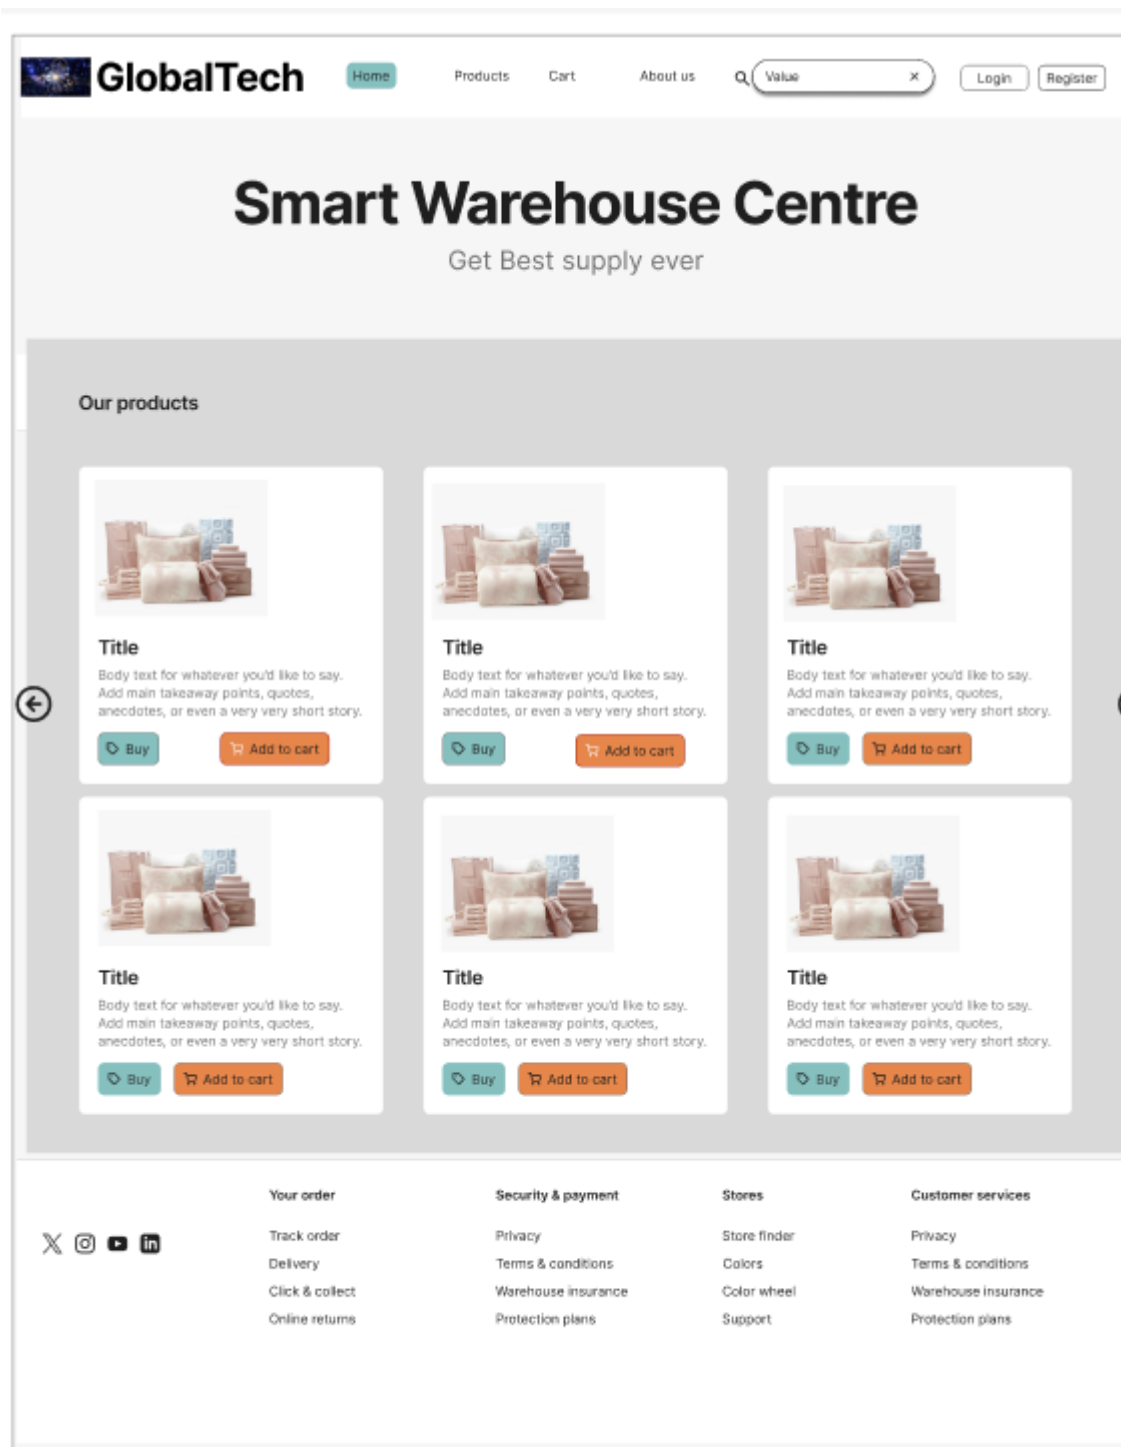 GlobalTech
Home
Products
Cart
About us
Value
Login
Register
Smart Warehouse Centre
Get Best supply ever
Our products
Title
Body text for whatever you'd like to say.
Add main takeaway points, quotes,
anecdotes, or even a very very short story.
Buy
Add to cart
Title
Body text for whatever you'd like to say.
Add main takeaway points, quotes,
anecdotes, or even a very very short story.
Buy
Add to cart
Title
Body text for whatever you'd like to say.
Add main takeaway points, quotes,
anecdotes, or even a very very short story.
Buy
Add to cart
Title
Body text for whatever you'd like to say.
Add main takeaway points, quotes,
anecdotes, or even a very very short story.
Buy
Add to cart
Title
Body text for whatever you'd like to say.
Add main takeaway points, quotes,
anecdotes, or even a very very short story.
Buy
Add to cart
Title
Body text for whatever you'd like to say.
Add main takeaway points, quotes,
anecdotes, or even a very very short story.
Buy
Add to cart
Your order
Track order
Delivery
Click & collect
Online returns
Security & payment
Privacy
Terms & conditions
Warehouse insurance
Protection plans
Stores
Store finder
Colors
Color wheel
Support
Customer services
Privacy
Terms & conditions
Warehouse insurance
Protection plans